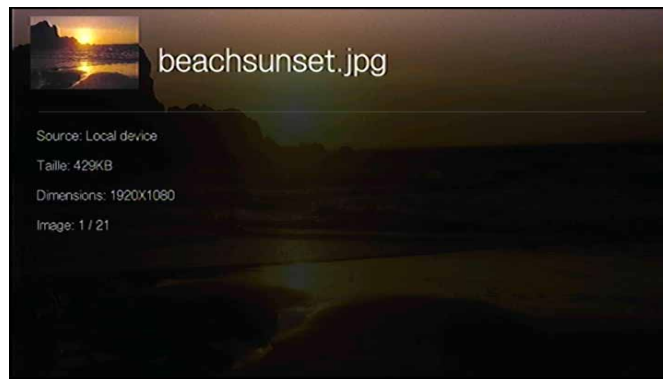 beachsunset.jpg
Source: Local device
Taille: 429KB
Dimensions: 1920X1080
Image: 1 / 21